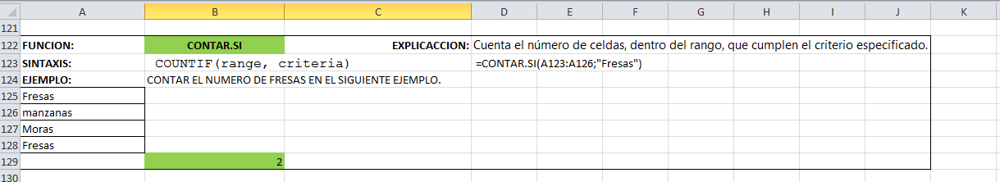 A B C D E F G H I J K
121
122 FUNCION: CONTAR.SI EXPLICACCION: Cuenta el número de celdas, dentro del rango, que cumplen el criterio especificado.
123 SINTAXIS: COUNTIF(range, criteria) =CONTAR.SI(A123:A126;"Fresas")
124 EJEMPLO: CONTAR EL NUMERO DE FRESAS EN EL SIGUIENTE EJEMPLO.
125 Fresas
126 manzanas
127 Moras
128 Fresas
129 2
130